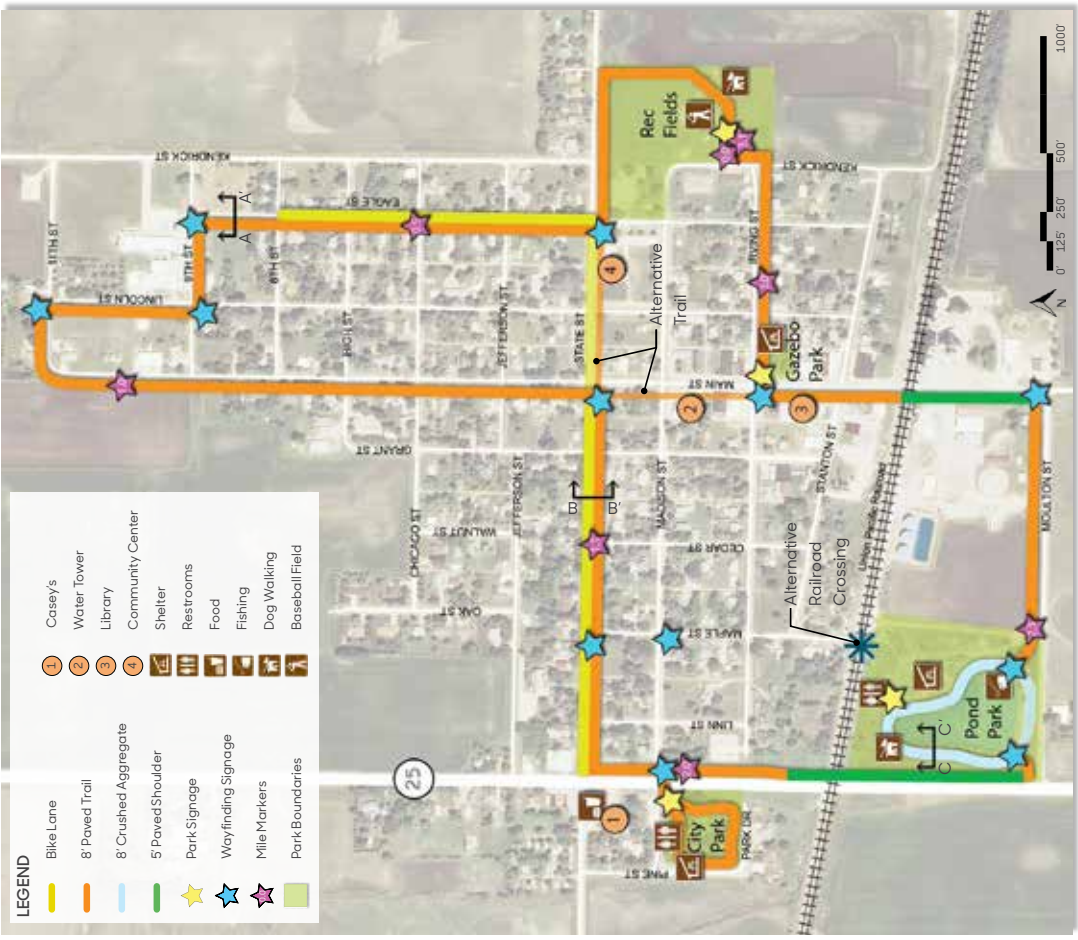 LEGEND
Bike Lane
8' Paved Trail
8' Crushed Aggregate
5' Paved Shoulder
Park Signage
Wayfinding Signage
Mile Markers
Park Boundaries
1 Casey's
2 Water Tower
3 Library
4 Community Center
Shelter
Restrooms
Food
Fishing
Dog Walking
Baseball Field
11TH ST
9TH ST
8TH ST
LINCOLN ST
EAGLE ST
KENDRICK ST
HIGH ST
JEFFERSON ST
STATE ST
GRANT ST
CHICAGO ST
WALNUT ST
JEFFERSON ST
OAK ST
MAIN ST
MADISON ST
CEDAR ST
MAPLE ST
LINN ST
STANTON ST
IRVING ST
KENDRICK ST
MOULTON ST
PINE ST
PARK DR
Union Pacific Railroad
Rec
Fields
Gazebo
Park
City
Park
Pond
Park
Alternative
Trail
Alternative
Railroad
Crossing
A
A'
B
B'
C
C'
1
2
3
4
25
N
0'
125'
250'
500'
1000'